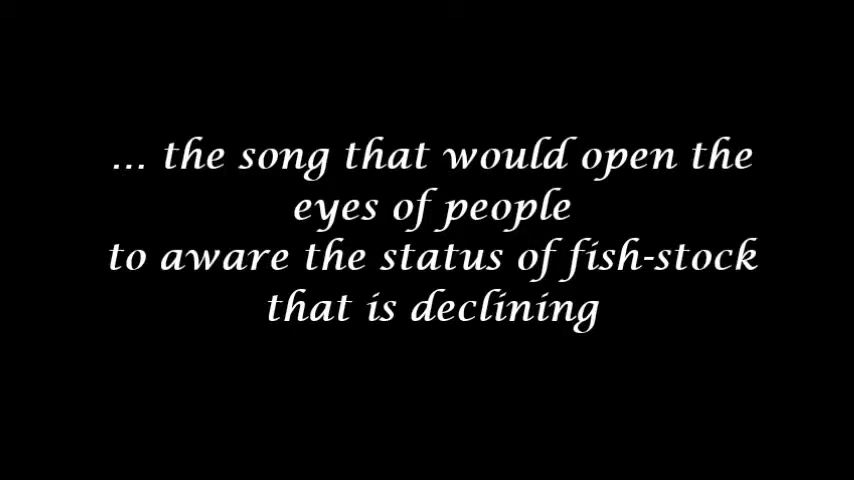 ... the song that would open the
eyes of people
to aware the status of fish-stock
that is declining